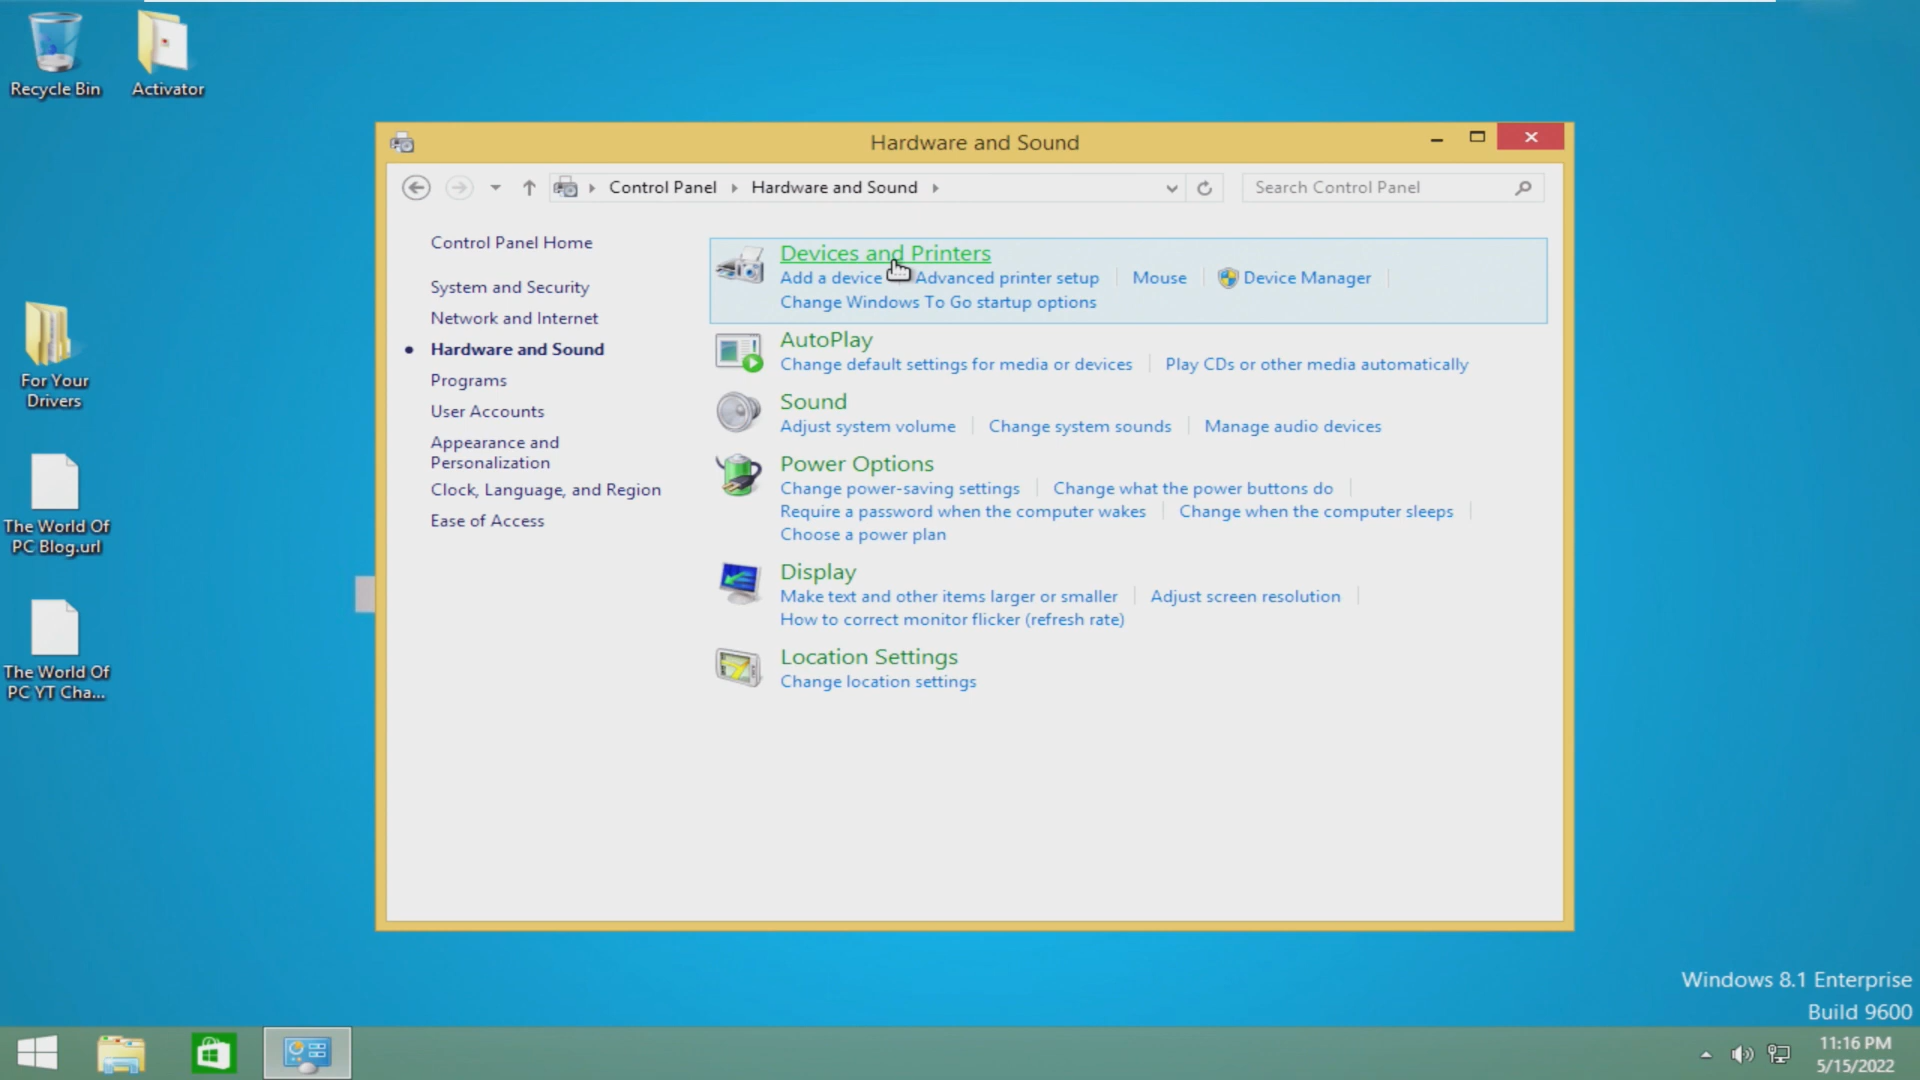 Recycle Bin
Activator
For Your
Drivers
The World Of
PC Blog.url
The World Of
PC YT Cha...
Hardware and Sound
Control Panel
Hardware and Sound
Search Control Panel
Control Panel Home
System and Security
Network and Internet
Hardware and Sound
Programs
User Accounts
Appearance and
Personalization
Clock, Language, and Region
Ease of Access
Devices and Printers
Add a device
Advanced printer setup
Mouse
Device Manager
Change Windows To Go startup options
AutoPlay
Change default settings for media or devices
Play CDs or other media automatically
Sound
Adjust system volume
Change system sounds
Manage audio devices
Power Options
Change power-saving settings
Change what the power buttons do
Require a password when the computer wakes
Change when the computer sleeps
Choose a power plan
Display
Make text and other items larger or smaller
Adjust screen resolution
How to correct monitor flicker (refresh rate)
Location Settings
Change location settings
Windows 8.1 Enterprise
Build 9600
11:16 PM
5/15/2022